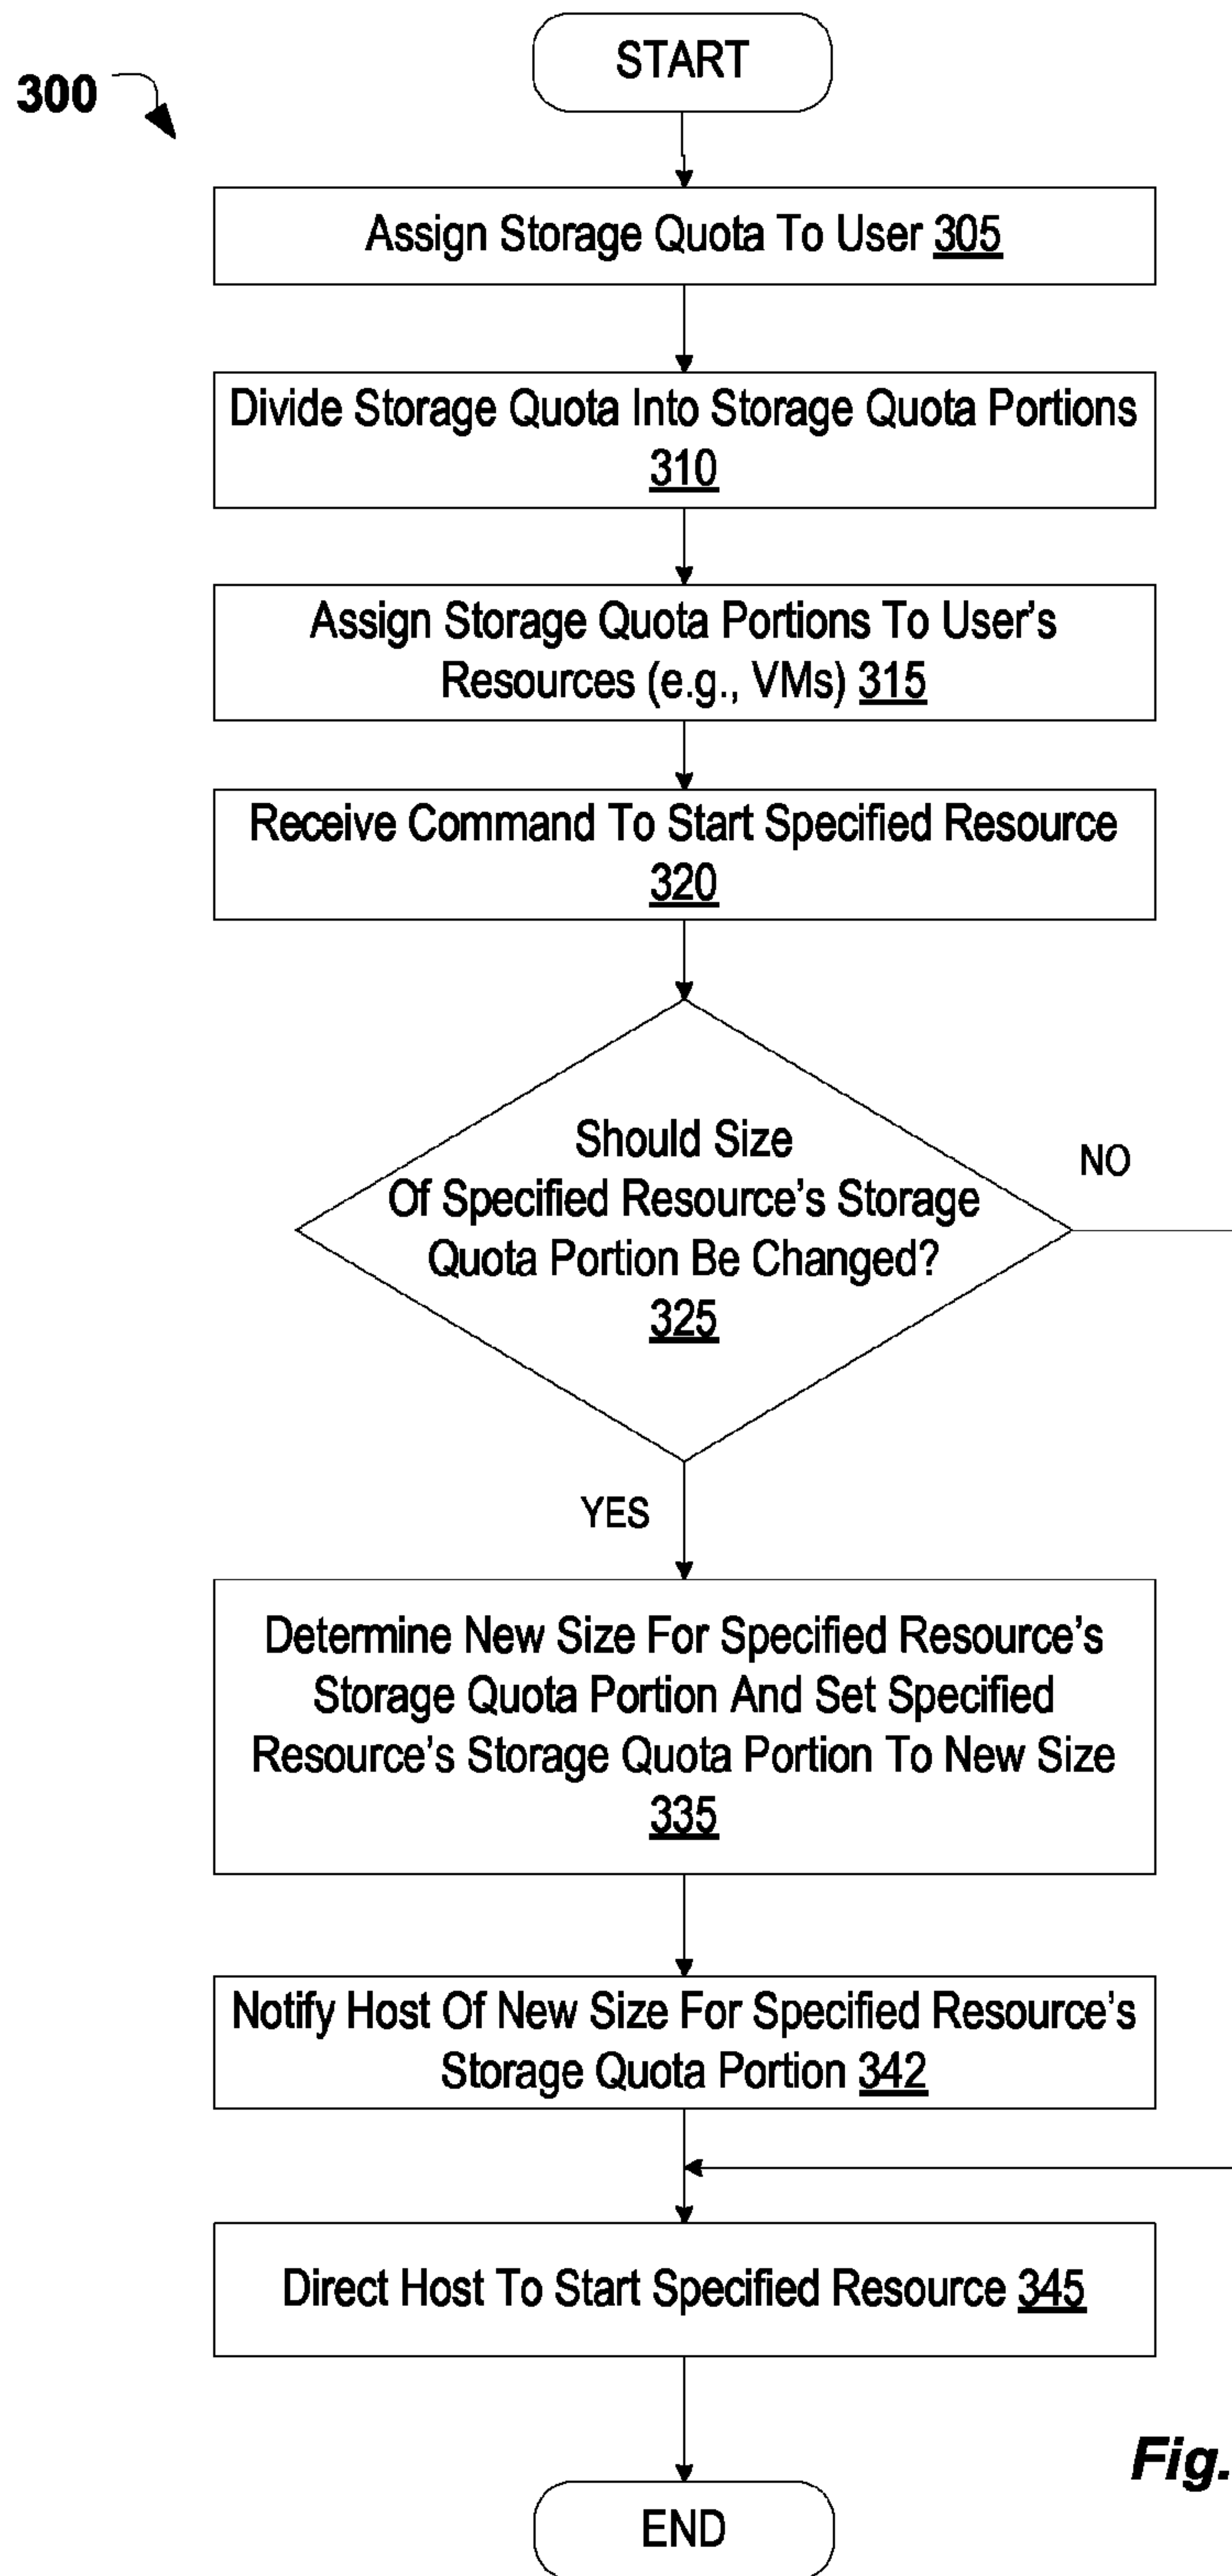 START
300
Assign Storage Quota To User 305
Divide Storage Quota Into Storage Quota Portions
310
Assign Storage Quota Portions To User’s
Resources (e.g., VMs) 315
Receive Command To Start Specified Resource
320
Should Size
Of Specified Resource’s Storage
Quota Portion Be Changed?
325
NO
YES
Determine New Size For Specified Resource’s
Storage Quota Portion And Set Specified
Resource’s Storage Quota Portion To New Size
335
Notify Host Of New Size For Specified Resource’s
Storage Quota Portion 342
Direct Host To Start Specified Resource 345
Fig.
END